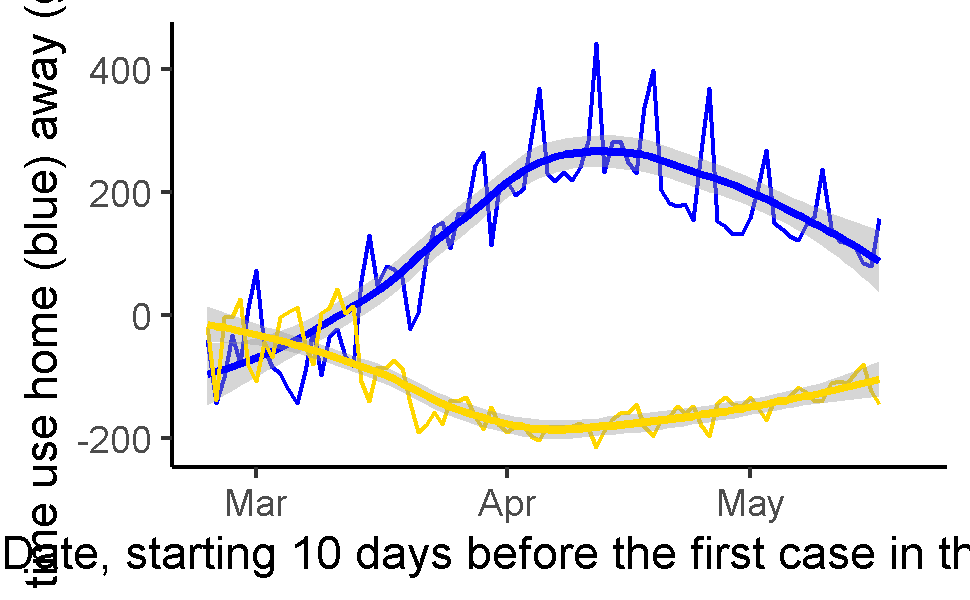 time use home (blue) away (
400
200
0
-200
Mar Apr May
Date, starting 10 days before the first case in th